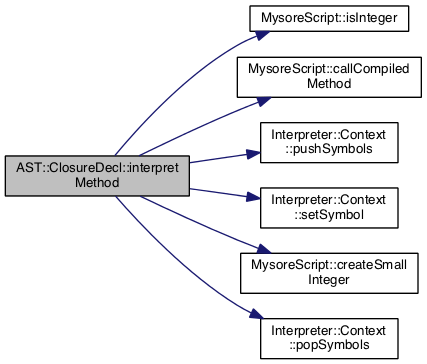 MysoreScript::isInteger
MysoreScript::callCompiled
Method
AST::ClosureDecl::interpret
Method
Interpreter::Context
::pushSymbols
Interpreter::Context
::setSymbol
MysoreScript::createSmall
Integer
Interpreter::Context
::popSymbols